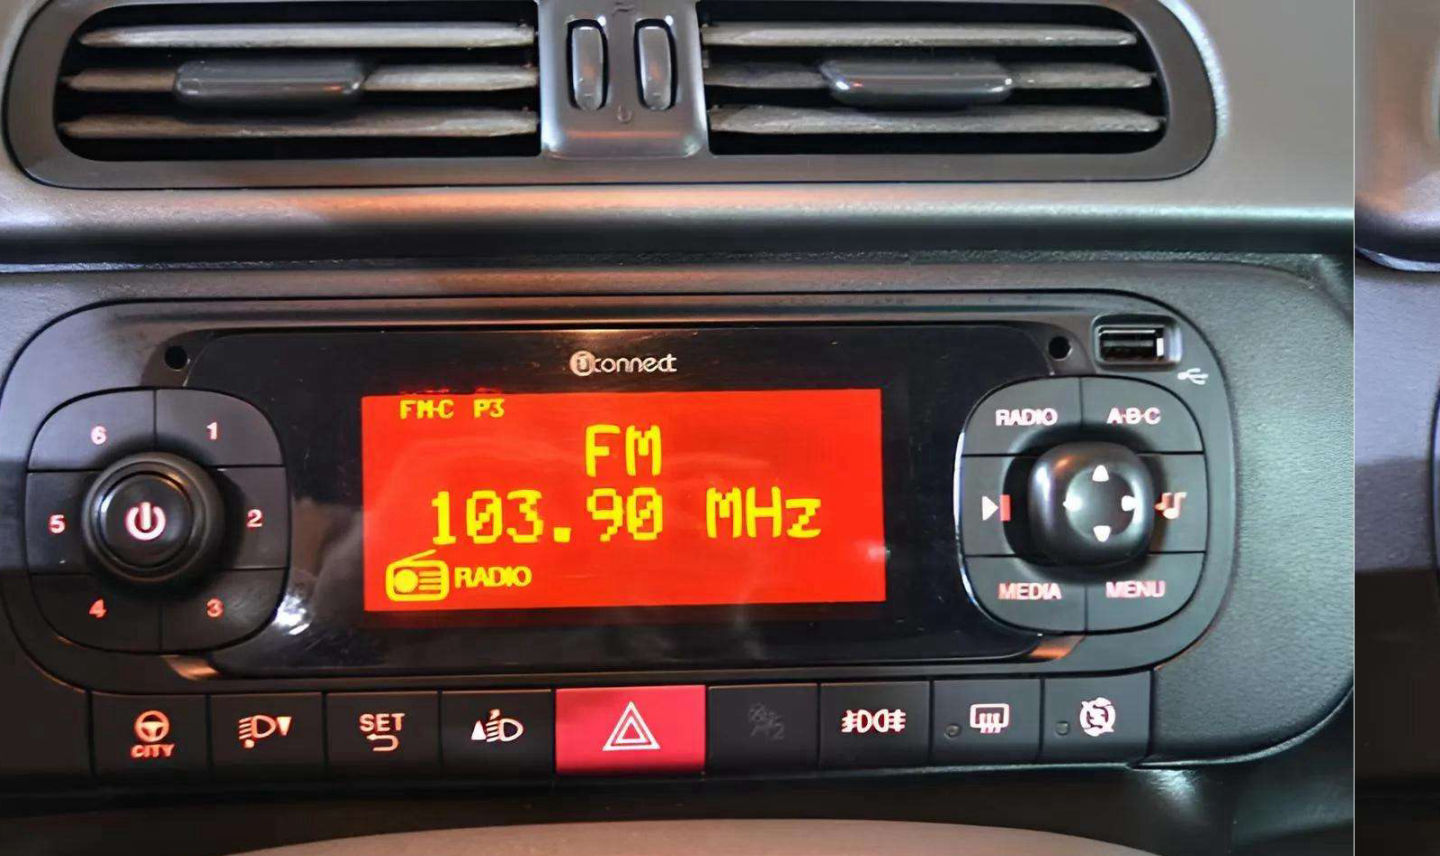 uconnect
FM-C P3
FM
103.90 MHz
RADIO
6
1
5
2
4
3
RADIO
A-B-C
MEDIA
MENU
CITY
SET